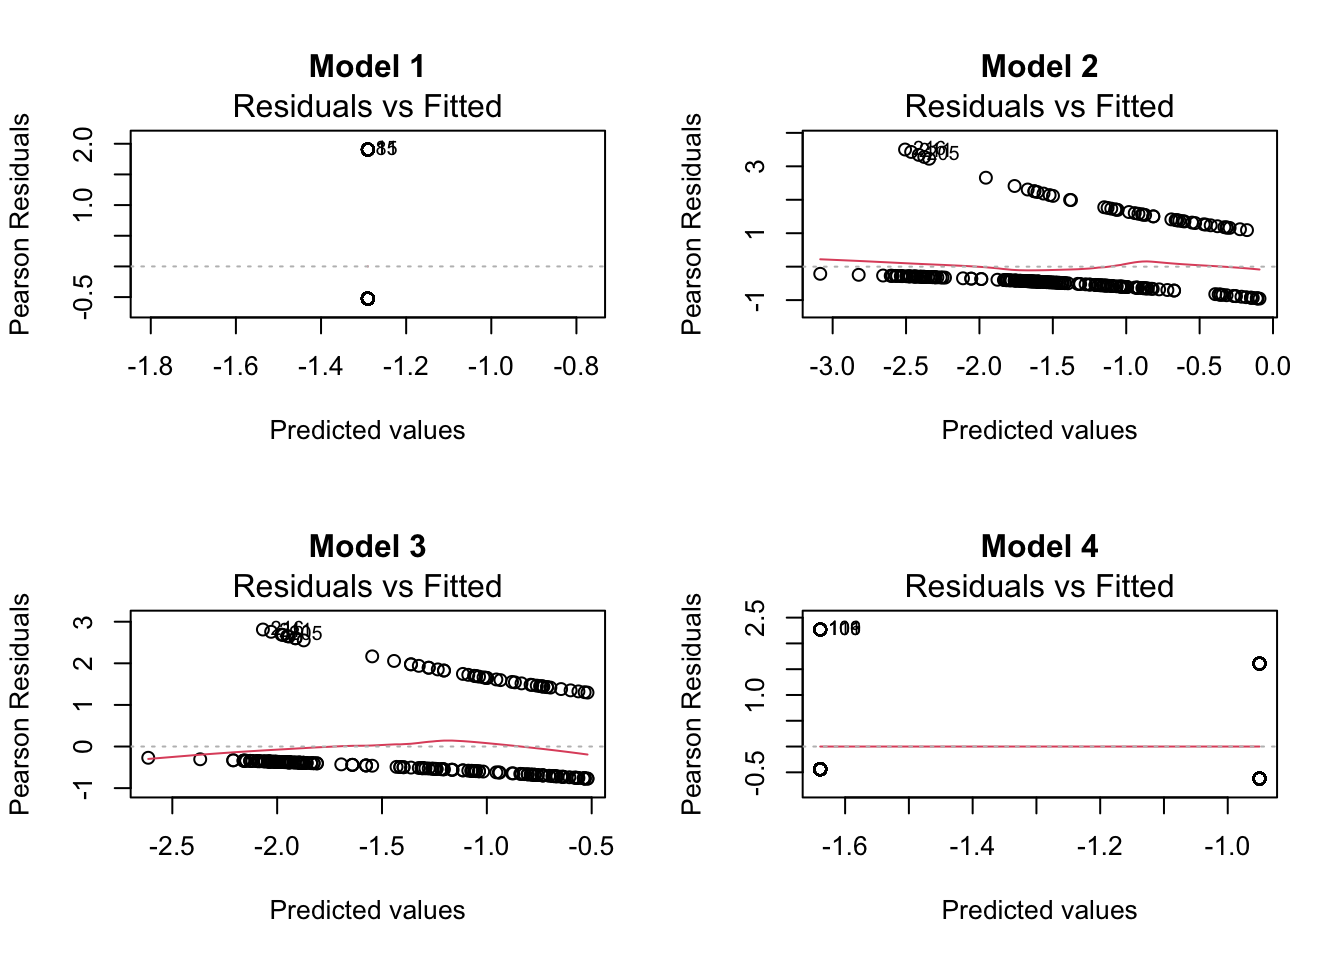 Model 1
Residuals vs Fitted
Pearson Residuals
2.0
1.0
-0.5
-1.8 -1.6 -1.4 -1.2 -1.0 -0.8
Predicted values
Model 2
Residuals vs Fitted
Pearson Residuals
3
1
-1
-3.0 -2.5 -2.0 -1.5 -1.0 -0.5 0.0
Predicted values
Model 3
Residuals vs Fitted
Pearson Residuals
3
2
1
0
-1
-2.5 -2.0 -1.5 -1.0 -0.5
Predicted values
Model 4
Residuals vs Fitted
Pearson Residuals
2.5
1.0
-0.5
-1.6 -1.4 -1.2 -1.0
Predicted values